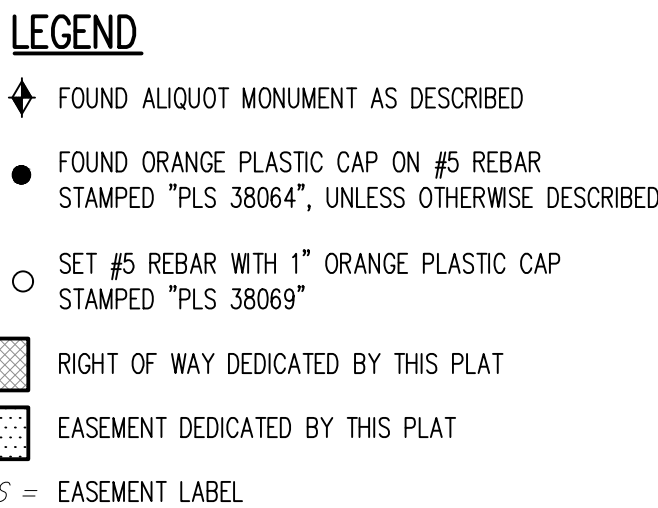 LEGEND
FOUND ALIQUOT MONUMENT AS DESCRIBED
FOUND ORANGE PLASTIC CAP ON #5 REBAR
STAMPED "PLS 38064", UNLESS OTHERWISE DESCRIBED
SET #5 REBAR WITH 1" ORANGE PLASTIC CAP
STAMPED "PLS 38069"
RIGHT OF WAY DEDICATED BY THIS PLAT
EASEMENT DEDICATED BY THIS PLAT
S = EASEMENT LABEL